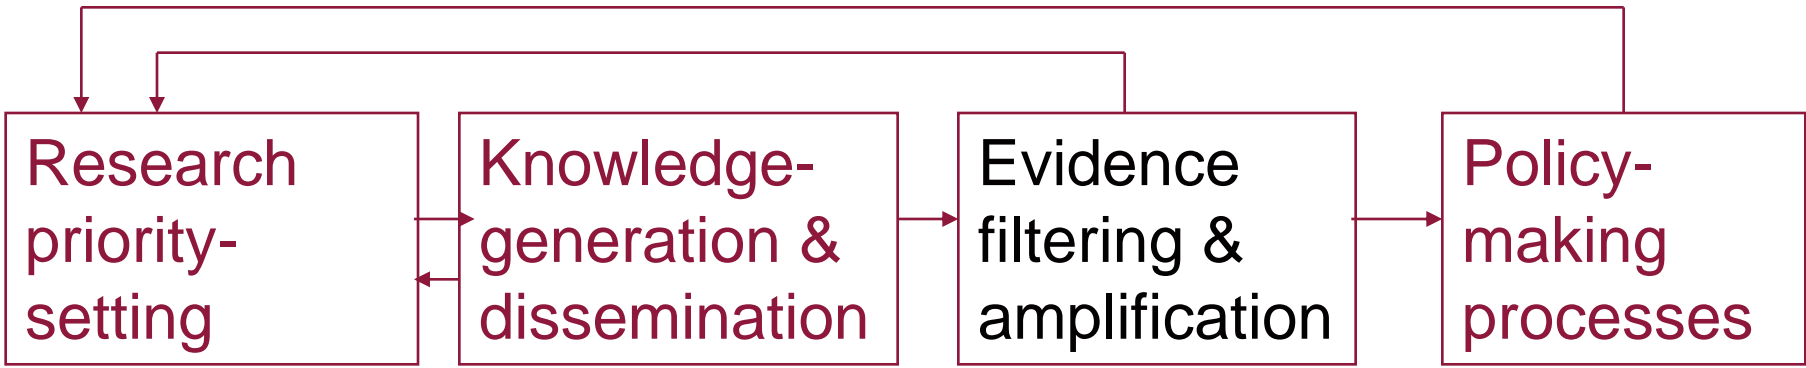 Research
priority-
setting
Knowledge-
generation &
dissemination
Evidence
filtering &
amplification
Policy-
making
processes